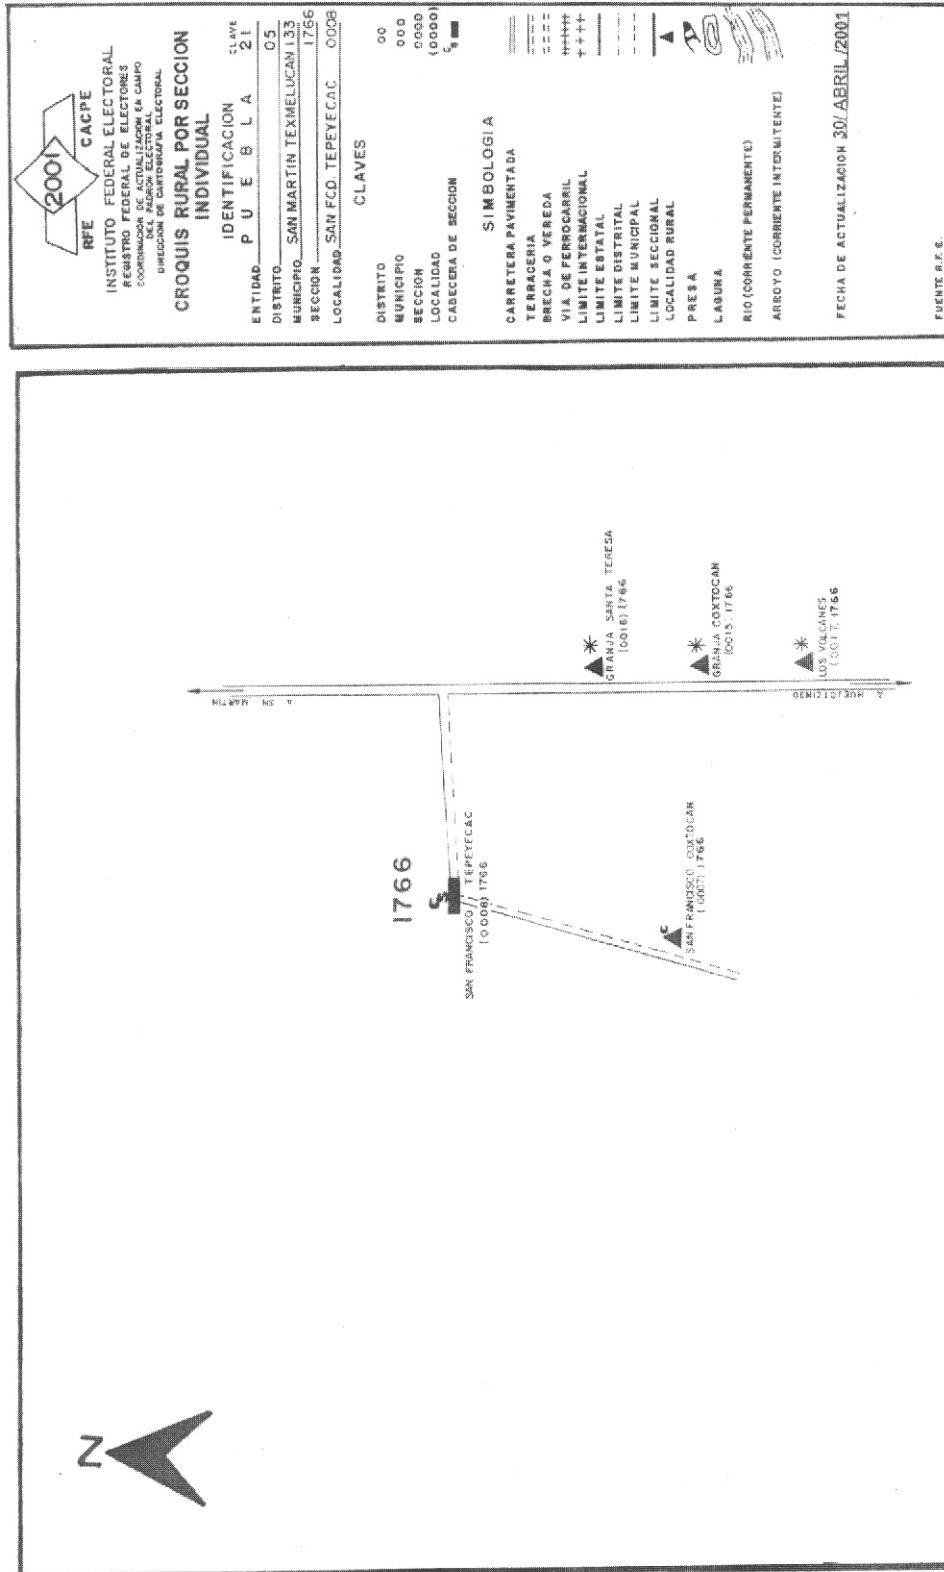 2001
RFE CACPE
INSTITUTO FEDERAL ELECTORAL
REGISTRO FEDERAL DE ELECTORES
COORDINACION DE ACTUALIZACION EN CAMPO
DEL PADRON ELECTORAL
DIRECCION DE CARTOGRAFIA ELECTORAL
CROQUIS RURAL POR SECCION
INDIVIDUAL
IDENTIFICACION
CLAVE
ENTIDAD P U E B L A 21
DISTRITO 05
MUNICIPIO SAN MARTIN TEXMELUCAN 133
SECCION 1766
LOCALIDAD SAN FCO. TEPEYECAC 0008
CLAVES
DISTRITO 00
MUNICIPIO 000
SECCION 0000
LOCALIDAD (0000)
CABECERA DE SECCION Cs
SIMBOLOGIA
CARRETERA PAVIMENTADA
TERRACERIA
BRECHA O VEREDA
VIA DE FERROCARRIL
LIMITE INTERNACIONAL
LIMITE ESTATAL
LIMITE DISTRITAL
LIMITE MUNICIPAL
LIMITE SECCIONAL
LOCALIDAD RURAL
PRESA
LAGUNA
RIO (CORRIENTE PERMANENTE)
ARROYO (CORRIENTE INTERMITENTE)
FECHA DE ACTUALIZACION 30/ABRIL/2001
FUENTE R.F.E.
N
A SN MARTIN
1766
Cs
SAN FRANCISCO TEPEYECAC
(0008) 1766
GRANJA SANTA TERESA
(0016) 1766
C
SAN FRANCISCO COXTOCAN
(0007) 1766
GRANJA COXTOCAN
(0015) 1766
LOS VOLCANES
(0017) 1766
A HUEJOTZINGO